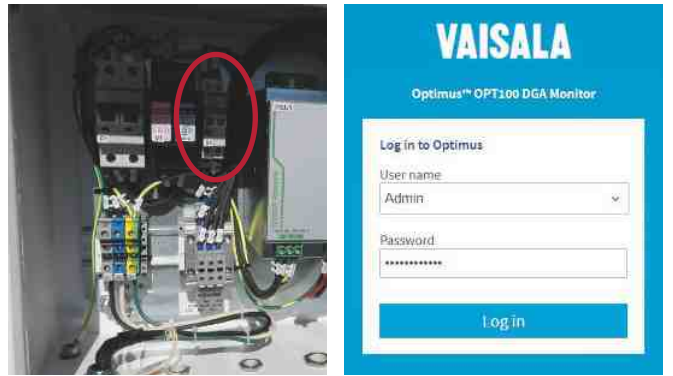 VAISALA
Optimus™ OPT100 DGA Monitor
Log in to Optimus
User name
Admin
Password
Log in